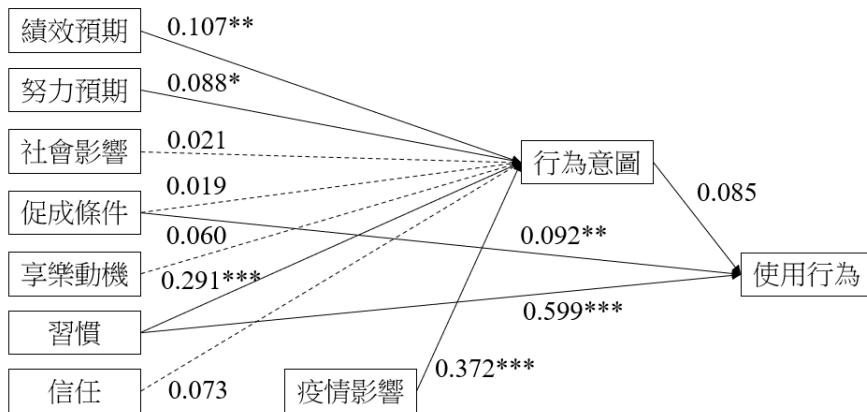 績效預期
0.107**
努力預期
0.088*
社會影響
0.021
行為意圖
0.019
0.085
促成條件
0.060
0.092**
享樂動機
0.291***
使用行為
習慣
0.599***
信任
0.073
疫情影響
0.372***